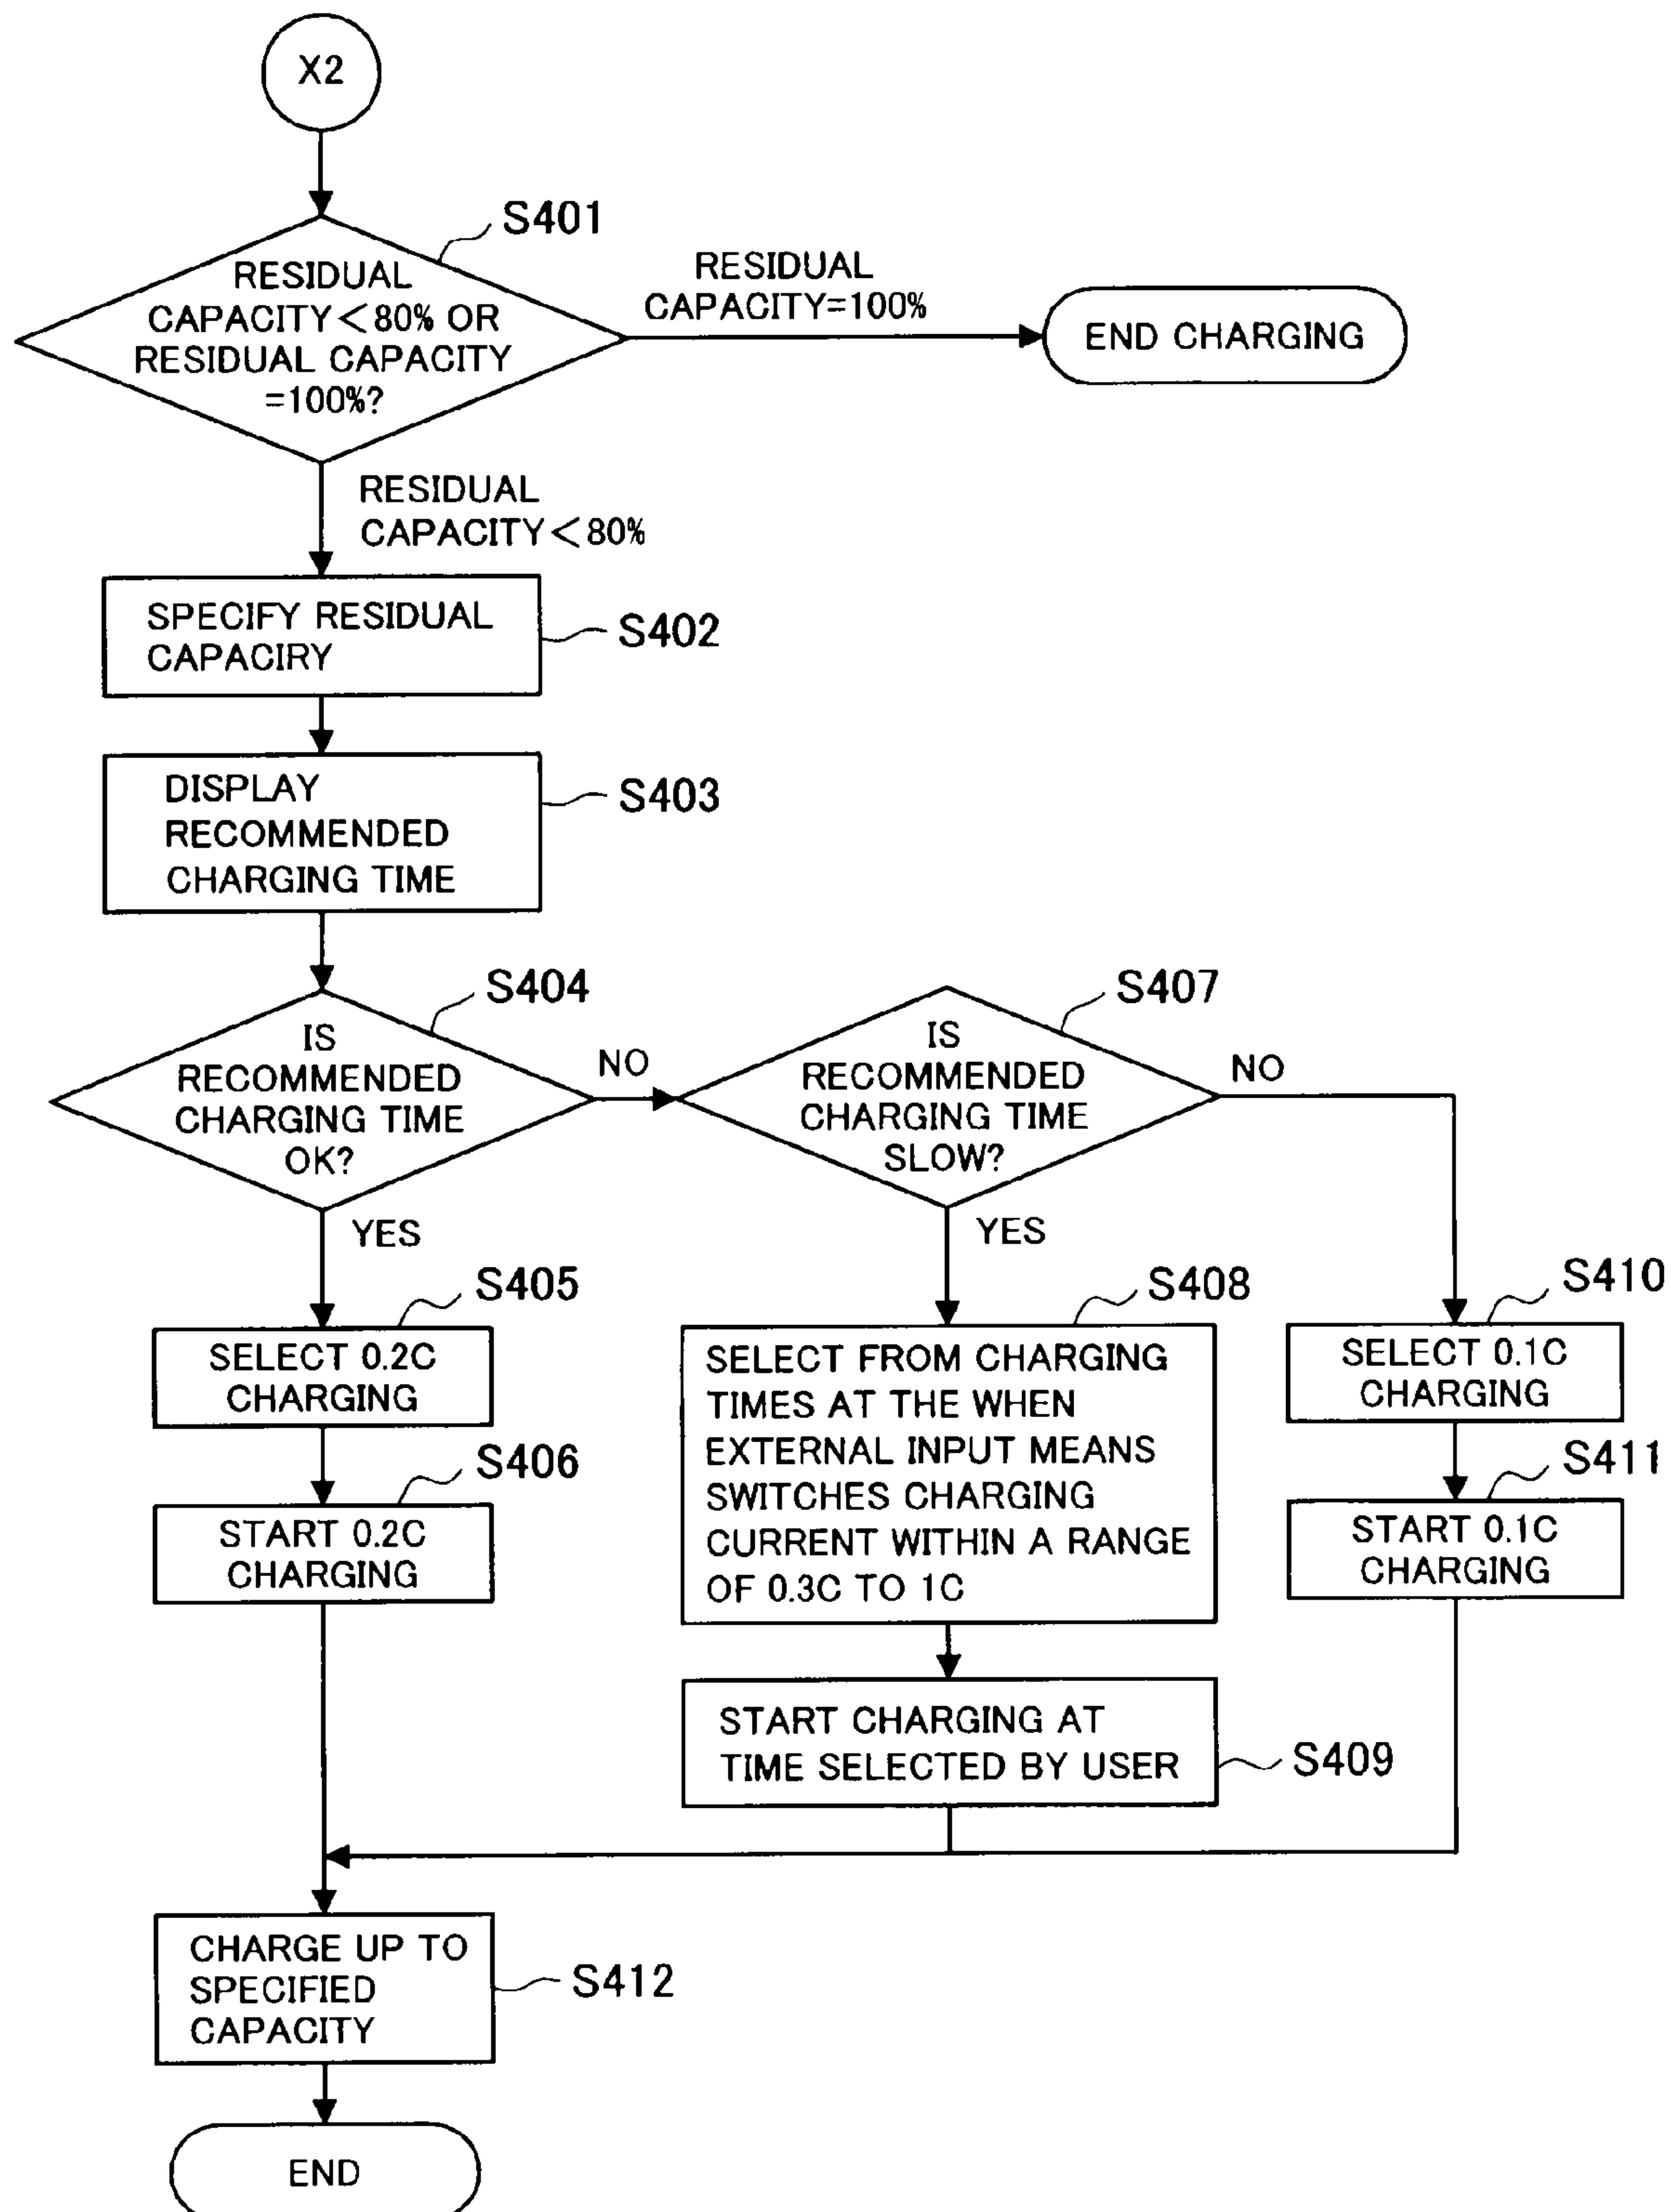 X2
S401
RESIDUAL
CAPACITY<80% OR
RESIDUAL CAPACITY
=100%?
RESIDUAL
CAPACITY=100%
END CHARGING
RESIDUAL
CAPACITY<80%
SPECIFY RESIDUAL
CAPACIRY
S402
DISPLAY
RECOMMENDED
CHARGING TIME
S403
S404
IS
RECOMMENDED
CHARGING TIME
OK?
NO
S407
IS
RECOMMENDED
CHARGING TIME
SLOW?
NO
YES
YES
S405
SELECT 0.2C
CHARGING
S406
START 0.2C
CHARGING
S408
SELECT FROM CHARGING
TIMES AT THE WHEN
EXTERNAL INPUT MEANS
SWITCHES CHARGING
CURRENT WITHIN A RANGE
OF 0.3C TO 1C
START CHARGING AT
TIME SELECTED BY USER
S409
S410
SELECT 0.1C
CHARGING
S411
START 0.1C
CHARGING
CHARGE UP TO
SPECIFIED
CAPACITY
S412
END